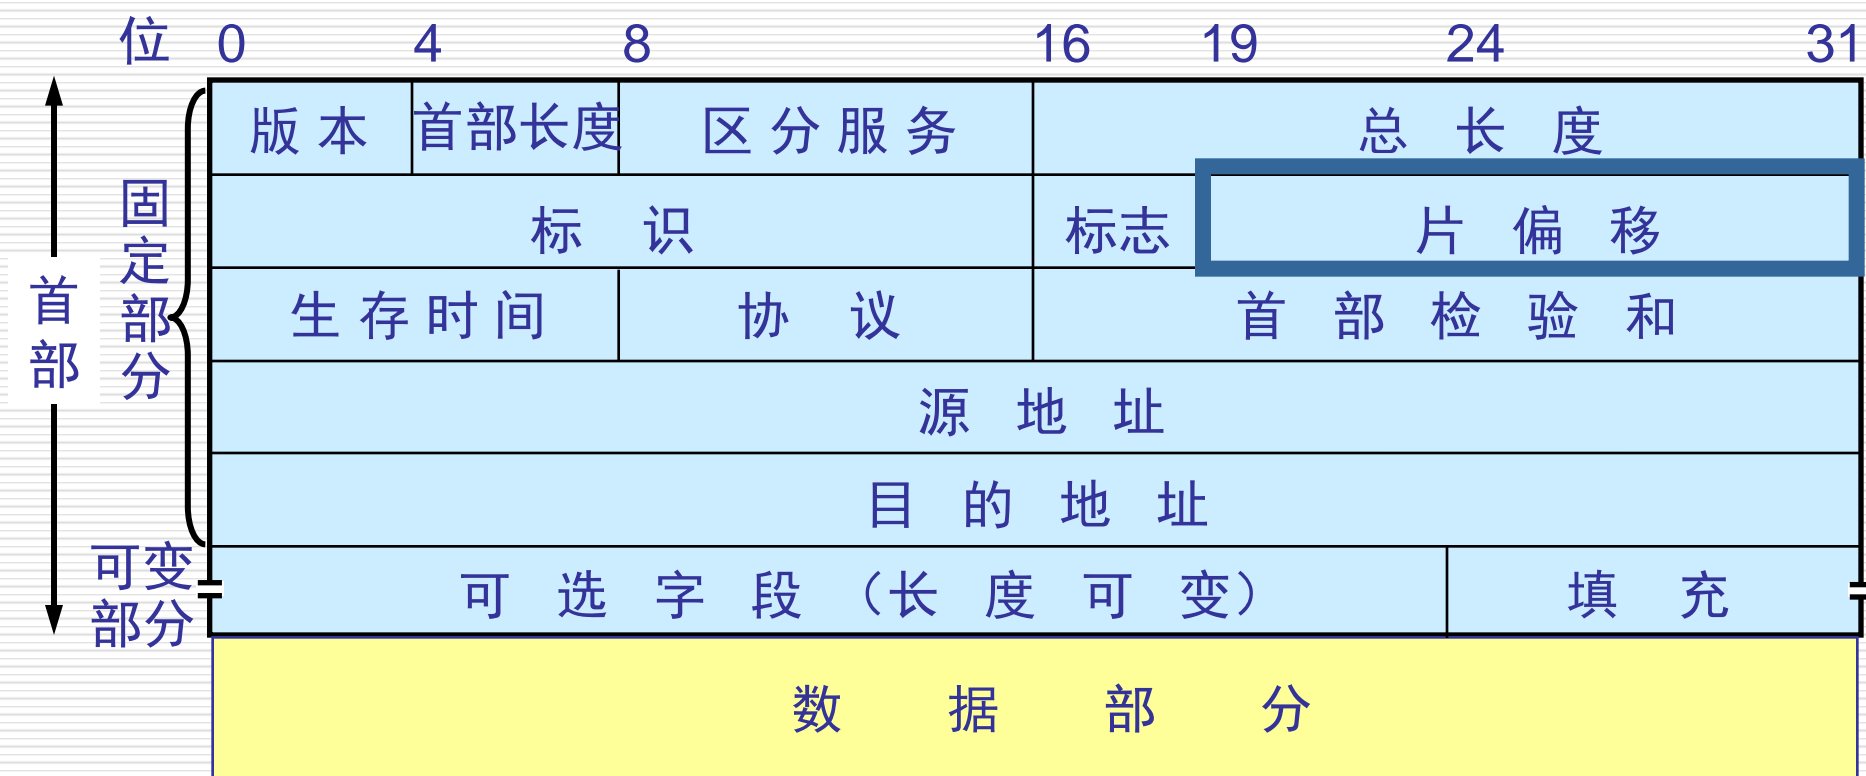 位 0 4 8 16 19 24 31
版 本 首部长度 区 分 服 务 总 长 度
标 识 标志 片 偏 移
生 存 时 间 协 议 首 部 检 验 和
源 地 址
目 的 地 址
可 选 字 段 （长 度 可 变） 填 充
数 据 部 分
首
部
固
定
部
分
可变
部分